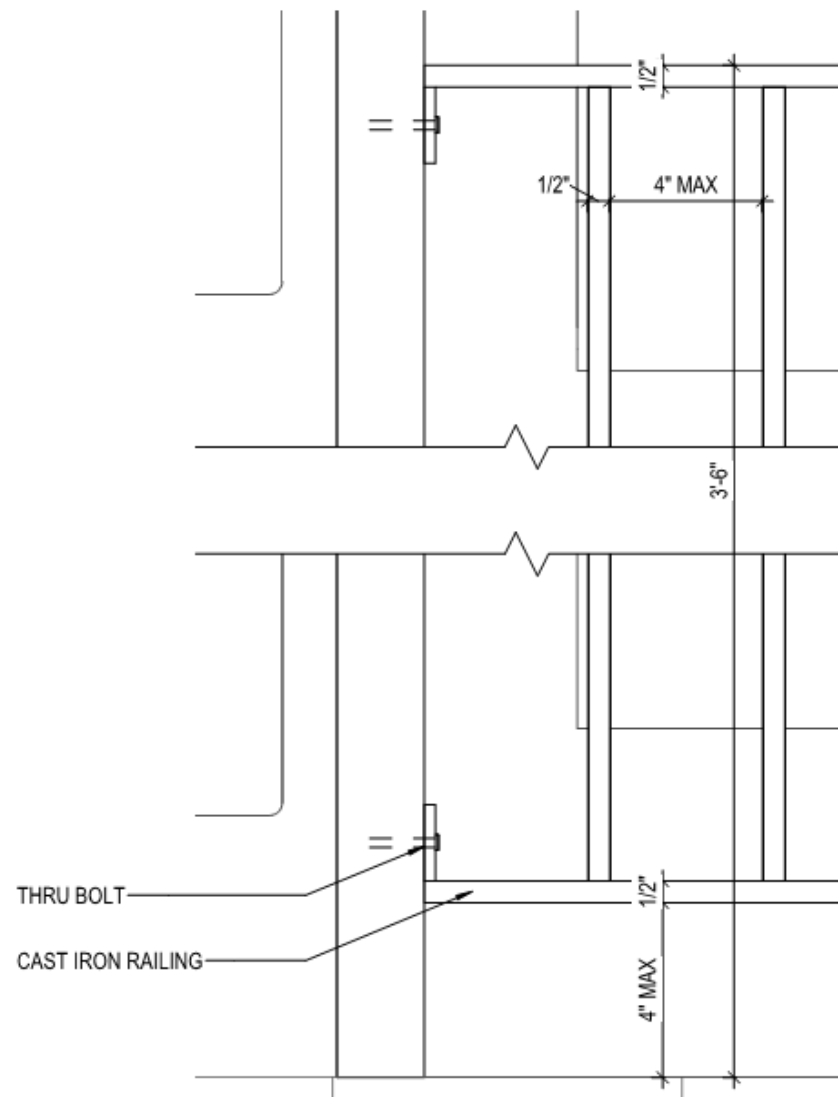 1/2"
1/2"
4" MAX
3'-6"
THRU BOLT
1/2"
CAST IRON RAILING
4" MAX